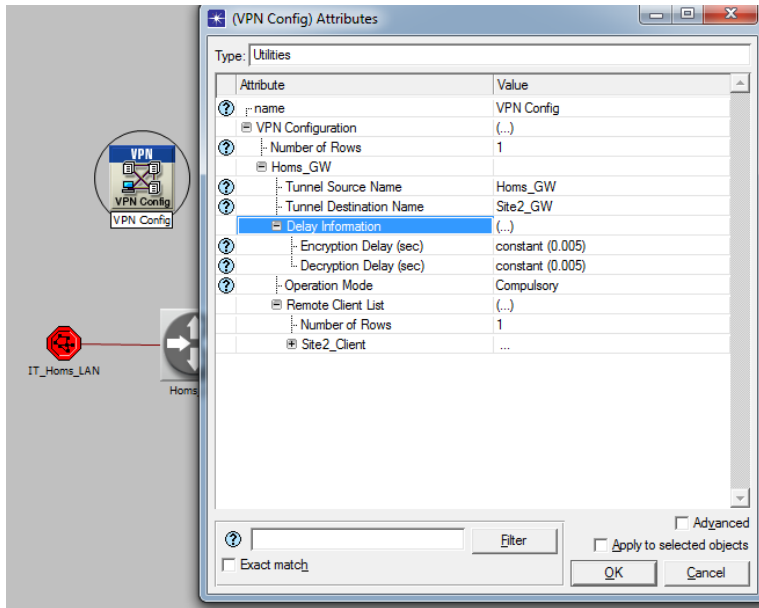 (VPN Config) Attributes
Type: Utilities
Attribute Value
name VPN Config
VPN Configuration (...)
Number of Rows 1
Homs_GW
Tunnel Source Name Homs_GW
Tunnel Destination Name Site2_GW
Delay Information (...)
Encryption Delay (sec) constant (0.005)
Decryption Delay (sec) constant (0.005)
Operation Mode Compulsory
Remote Client List (...)
Number of Rows 1
Site2_Client ...
VPN
VPN Config
VPN Config
IT_Homs_LAN
Homs_
Advanced
Filter
Apply to selected objects
Exact match
OK Cancel